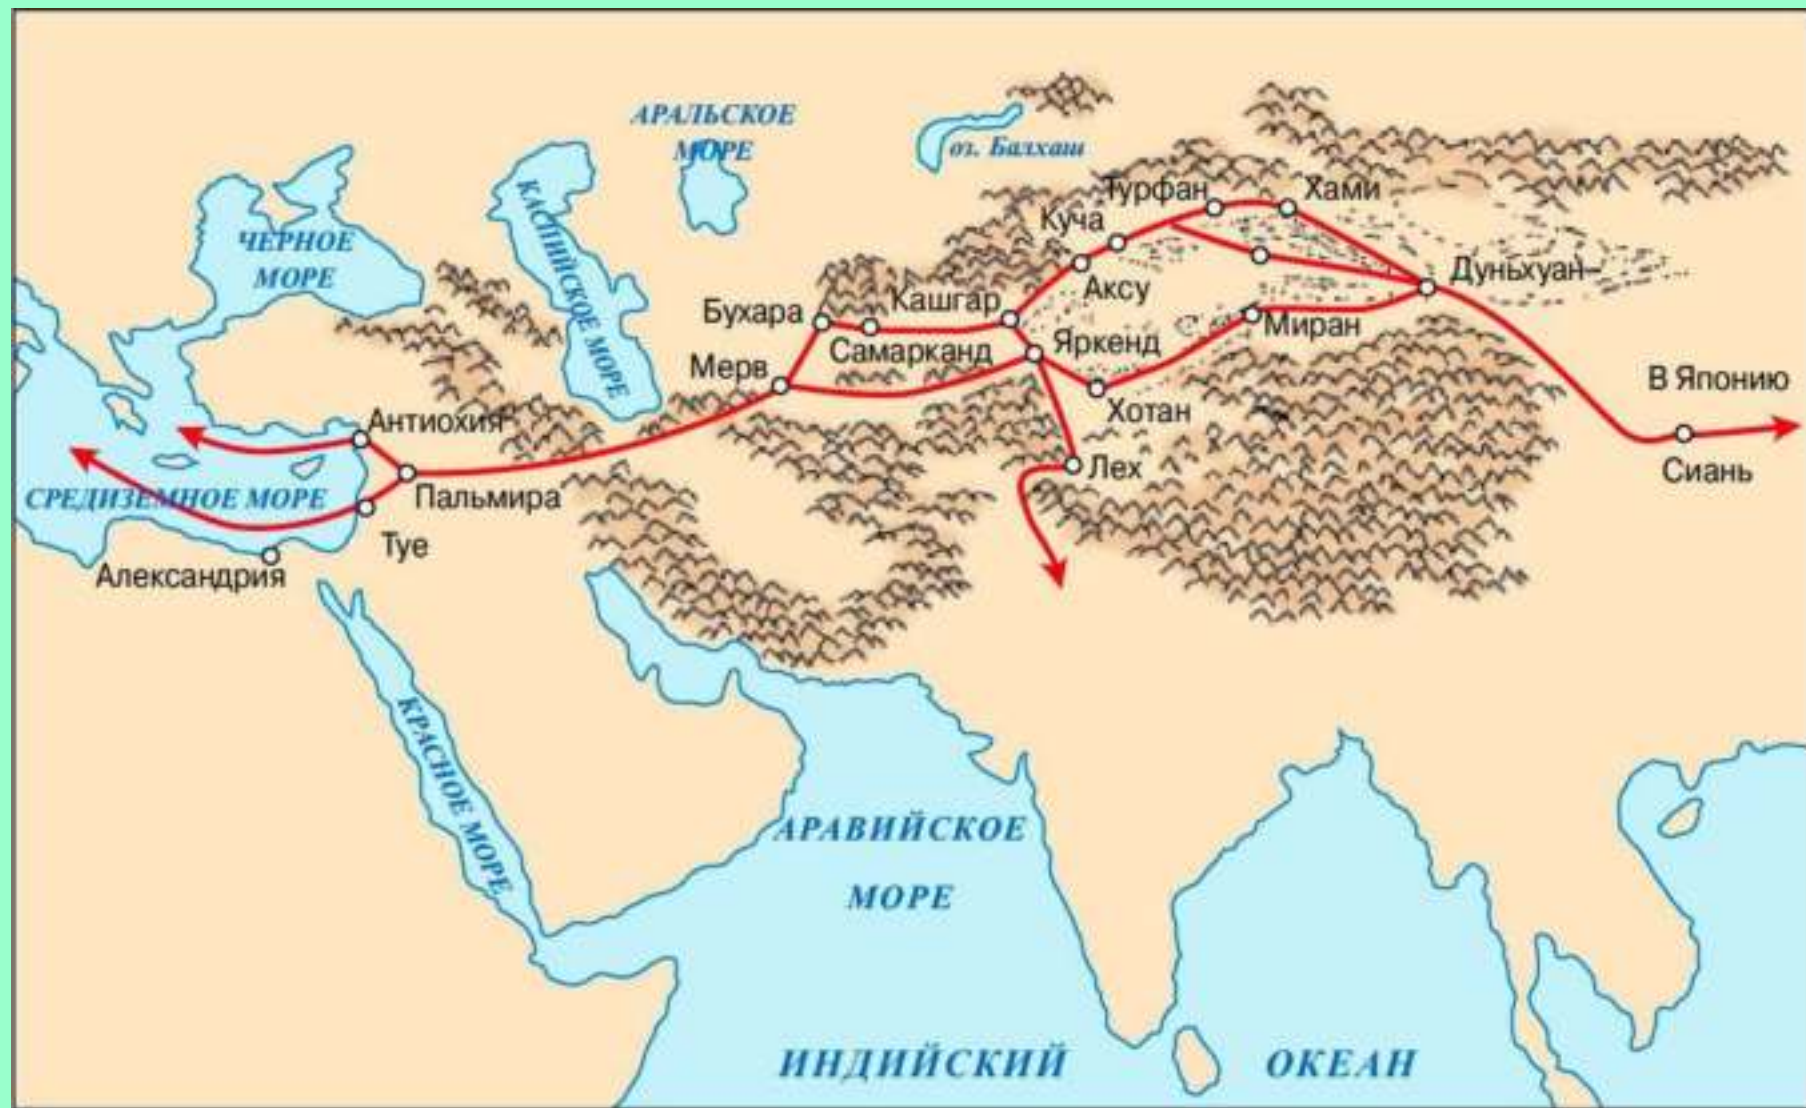 АРАЛЬСКОЕ
МОРЕ
оз. Балхаш
ЧЕРНОЕ
МОРЕ
КАСПИЙСКОЕ МОРЕ
Турфан
Хами
Куча
Аксу
Дуньхуан
Бухара
Кашгар
Самарканд
Яркенд
Миран
Мерв
Хотан
В Японию
Антиохия
Лех
Сиань
СРЕДИЗЕМНОЕ МОРЕ
Пальмира
Туе
Александрия
КРАСНОЕ МОРЕ
АРАВИЙСКОЕ
МОРЕ
ИНДИЙСКИЙ ОКЕАН